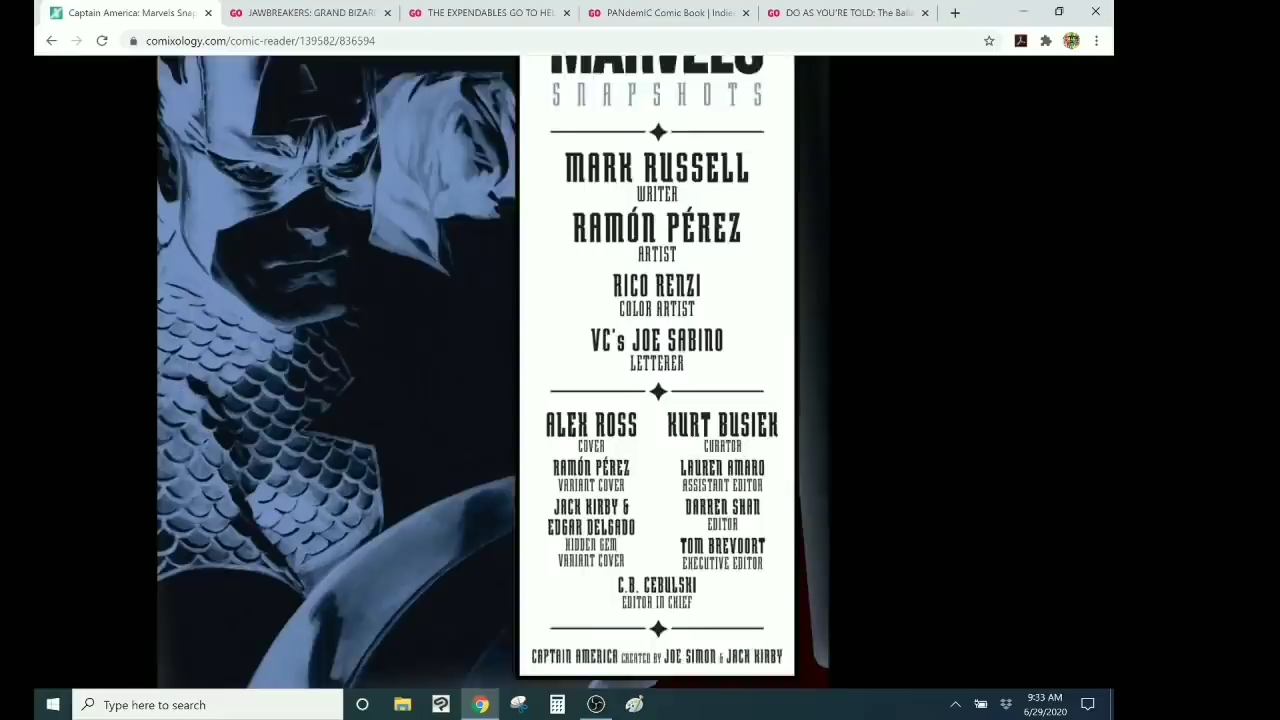 Captain America: Marvels Snap
JAWBREAKERS: GRAND BIZAR
THE EXPENDABLES GO TO HEL
PANdemIC Comic Book | Indie
DO AS YOU'RE TOLD: The Balla
comixology.com/comic-reader/139582/836594
MARVELS
SNAPSHOTS
MARK RUSSELL
WRITER
RAMÓN PÉREZ
ARTIST
RICO RENZI
COLOR ARTIST
VC's JOE SABINO
LETTERER
ALEX ROSS
COVER
RAMÓN PÉREZ
VARIANT COVER
JACK KIRBY &
EDGAR DELGADO
HIDDEN GEM
VARIANT COVER
KURT BUSIEK
CURATOR
LAUREN AMARO
ASSISTANT EDITOR
DARREN SHAN
EDITOR
TOM BREVOORT
EXECUTIVE EDITOR
C.B. CEBULSKI
EDITOR IN CHIEF
CAPTAIN AMERICA CREATED BY JOE SIMON & JACK KIRBY
Type here to search
9:33 AM
6/29/2020